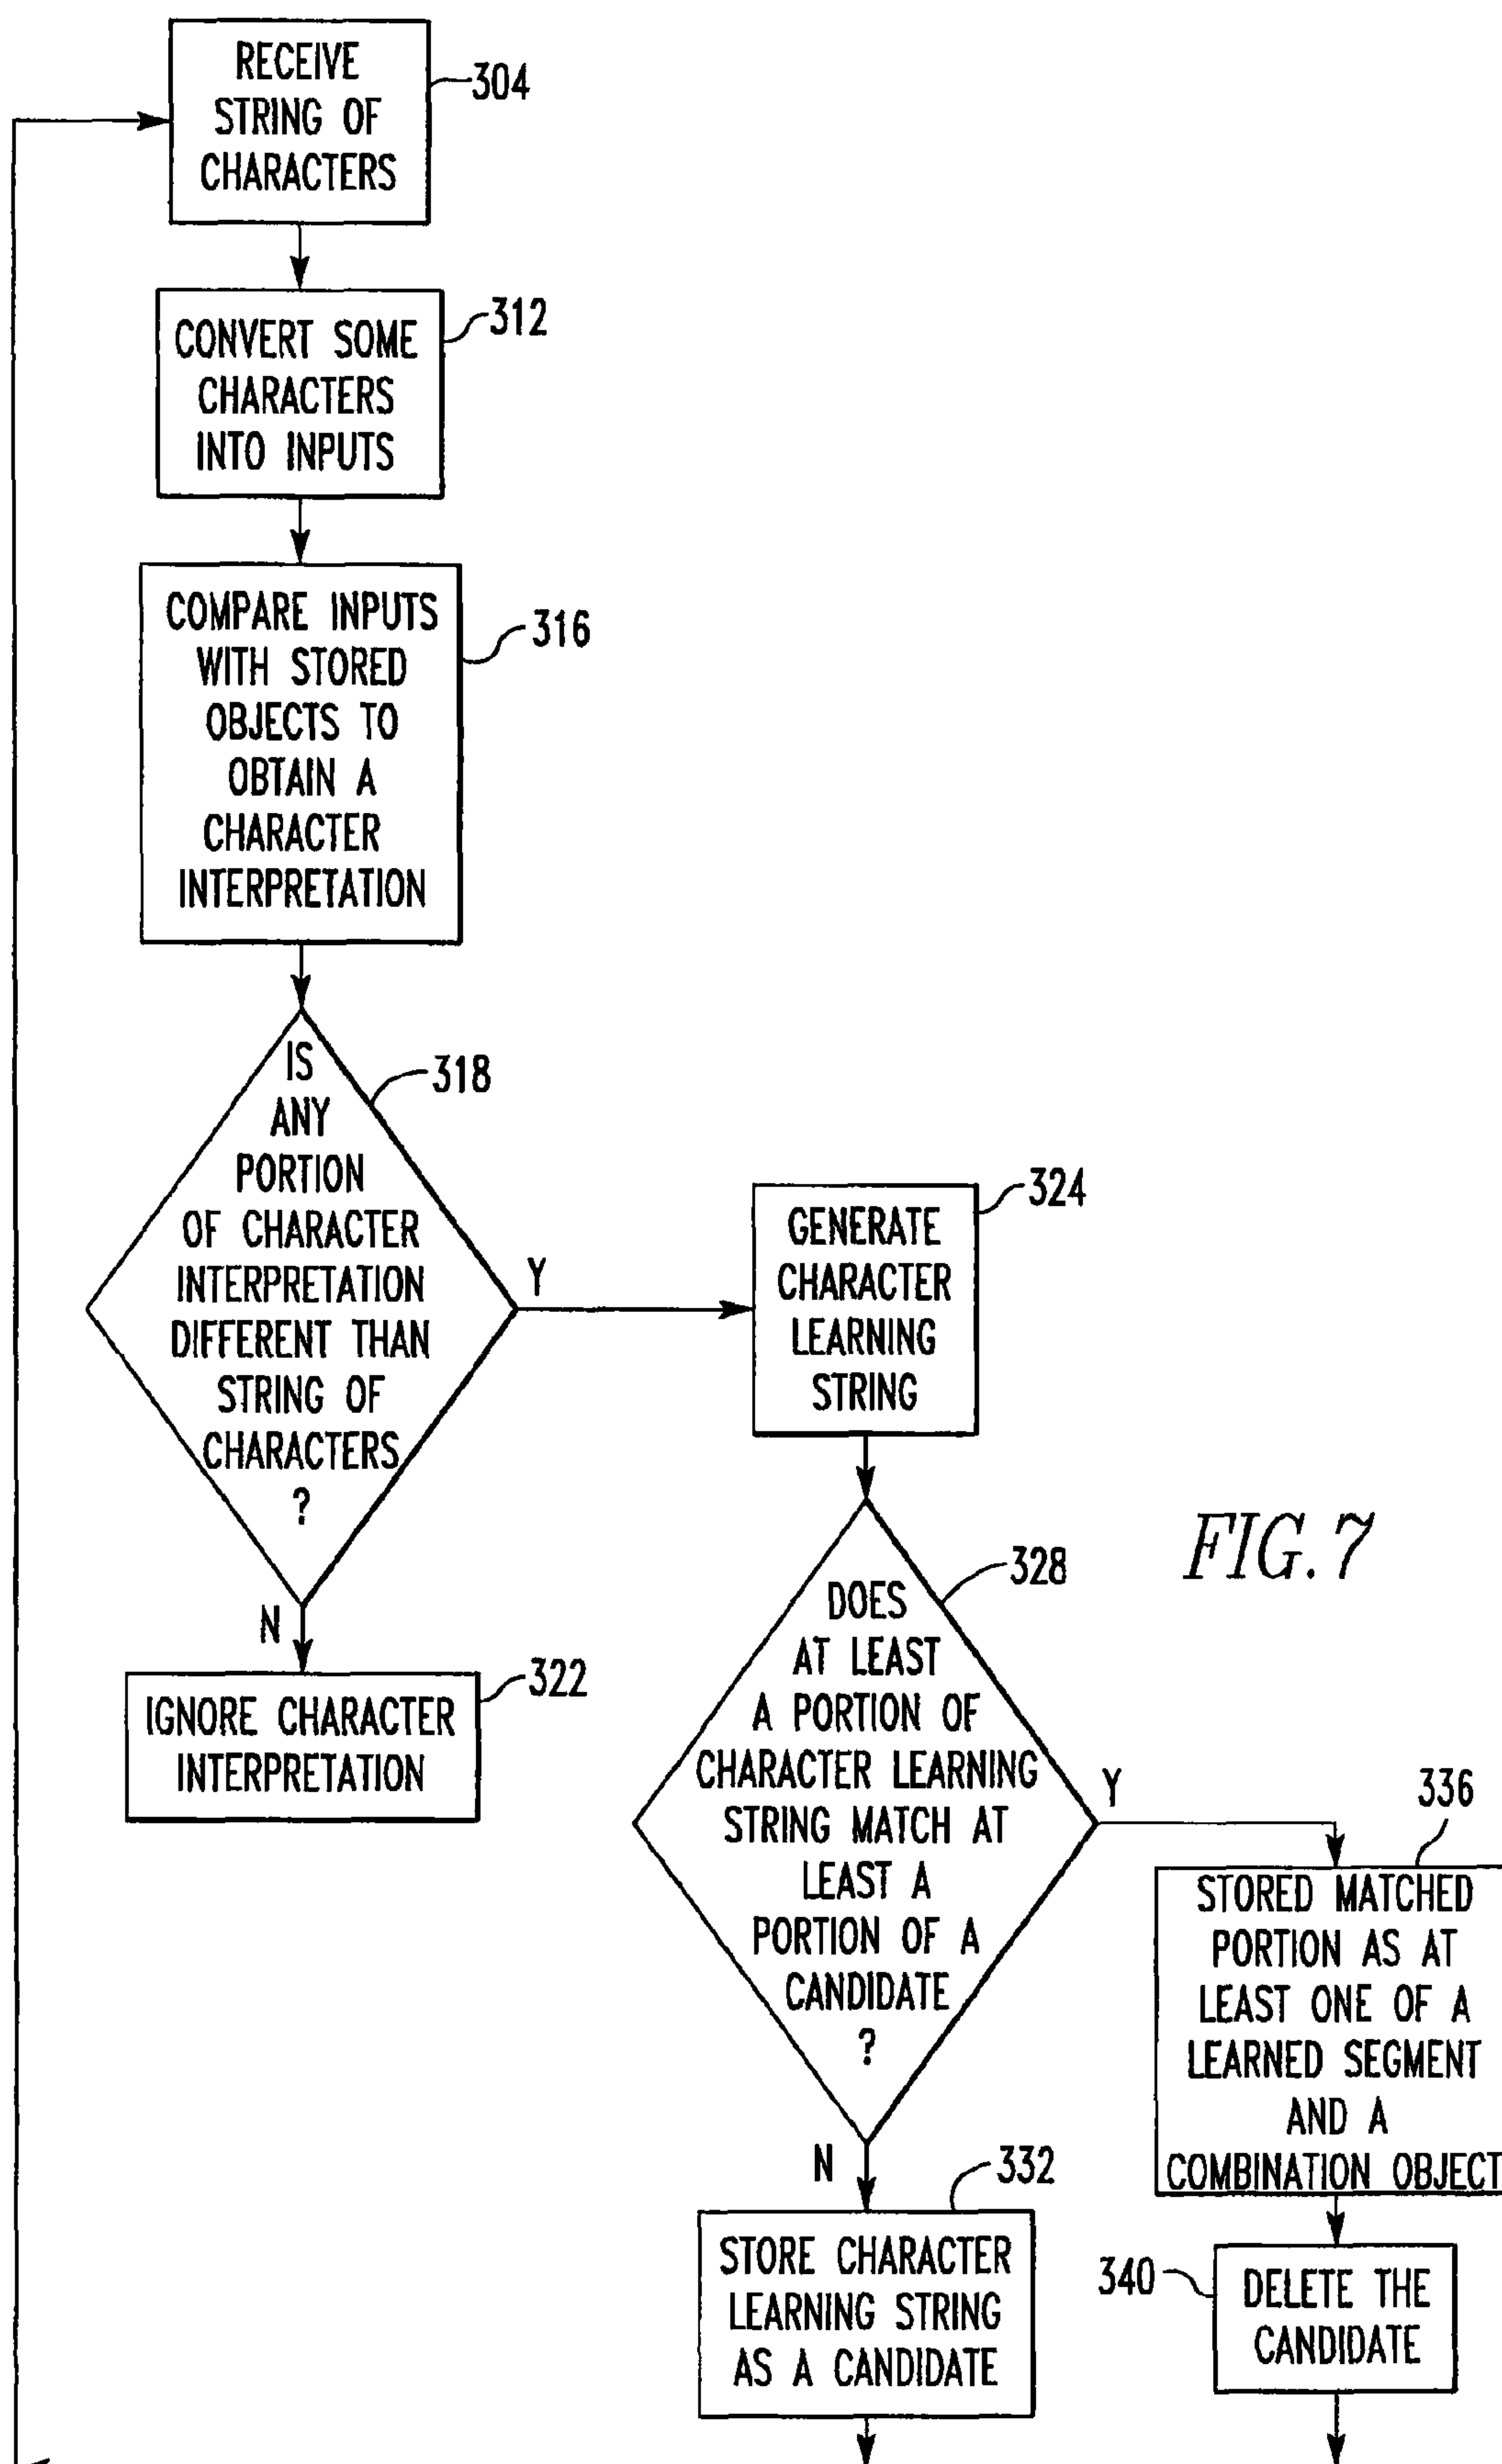 RECEIVE
STRING OF
CHARACTERS
304
CONVERT SOME
CHARACTERS
INTO INPUTS
312
COMPARE INPUTS
WITH STORED
OBJECTS TO
OBTAIN A
CHARACTER
INTERPRETATION
316
IS
ANY
PORTION
OF CHARACTER
INTERPRETATION
DIFFERENT THAN
STRING OF
CHARACTERS
?
318
Y
N
IGNORE CHARACTER
INTERPRETATION
322
GENERATE
CHARACTER
LEARNING
STRING
324
FIG. 7
DOES
AT LEAST
A PORTION OF
CHARACTER LEARNING
STRING MATCH AT
LEAST A
PORTION OF A
CANDIDATE
?
328
Y
N
STORE CHARACTER
LEARNING STRING
AS A CANDIDATE
332
336
STORED MATCHED
PORTION AS AT
LEAST ONE OF A
LEARNED SEGMENT
AND A
COMBINATION OBJECT
340
DELETE THE
CANDIDATE